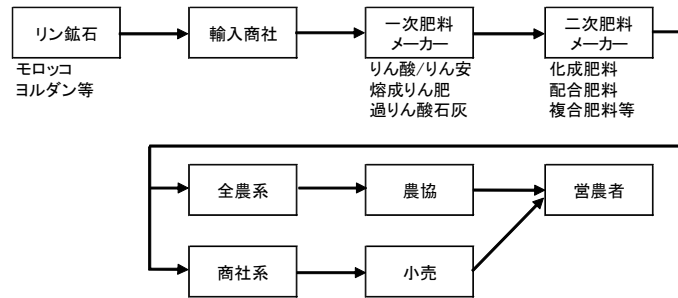 リン鉱石
輸入商社
一次肥料
メーカー
二次肥料
メーカー
モロッコ
ヨルダン等
りん酸/りん安
熔成りん肥
過りん酸石灰
化成肥料
配合肥料
複合肥料等
全農系
農協
営農者
商社系
小売